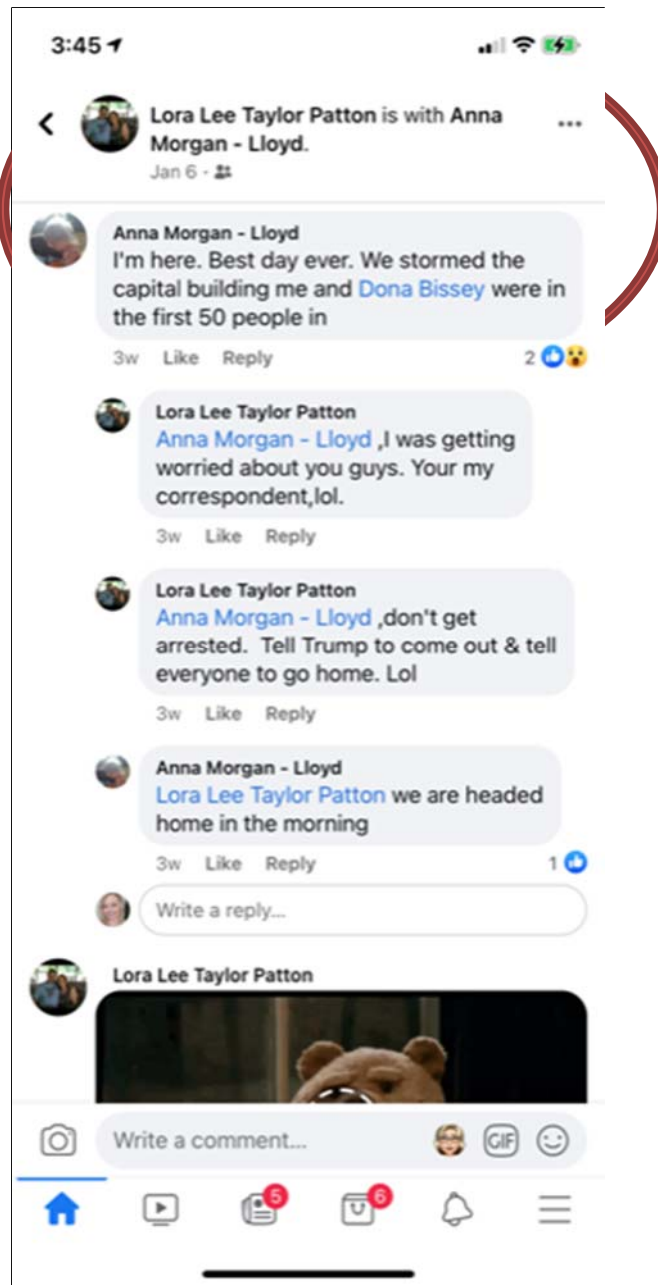 3:45
Lora Lee Taylor Patton is with Anna
Morgan - Lloyd.
Jan 6 ·
Anna Morgan - Lloyd
I'm here. Best day ever. We stormed the
capital building me and Dona Bissey were in
the first 50 people in
3w Like Reply 2
Lora Lee Taylor Patton
Anna Morgan - Lloyd ,I was getting
worried about you guys. Your my
correspondent,lol.
3w Like Reply
Lora Lee Taylor Patton
Anna Morgan - Lloyd ,don't get
arrested.  Tell Trump to come out & tell
everyone to go home. Lol
3w Like Reply
Anna Morgan - Lloyd
Lora Lee Taylor Patton we are headed
home in the morning
3w Like Reply 1
Write a reply...
Lora Lee Taylor Patton
Write a comment... GIF
5 6